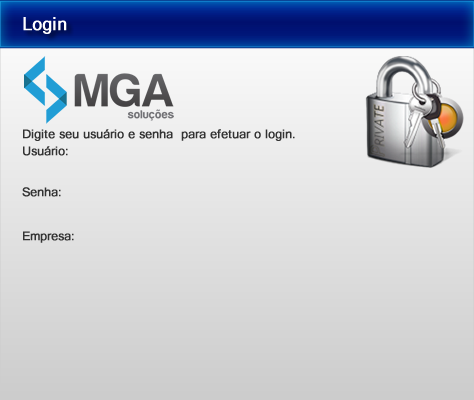 Login
MGA
soluções
PRIVATE
Digite seu usuário e senha  para efetuar o login.
Usuário:
Senha:
Empresa: